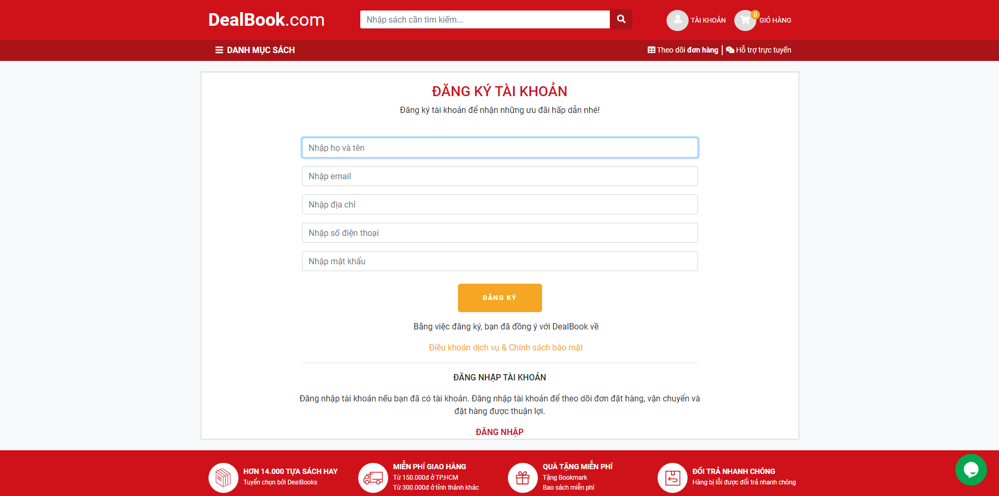 DealBook.com
Nhập sách cần tìm kiếm...
TÀI KHOẢN
0
GIỎ HÀNG
DANH MỤC SÁCH
Theo dõi đơn hàng | Hỗ trợ trực tuyến
ĐĂNG KÝ TÀI KHOẢN
Đăng ký tài khoản để nhận những ưu đãi hấp dẫn nhé!
Nhập họ và tên
Nhập email
Nhập địa chỉ
Nhập số điện thoại
Nhập mật khẩu
ĐĂNG KÝ
Bằng việc đăng ký, bạn đã đồng ý với DealBook về
Điều khoản dịch vụ & Chính sách bảo mật
ĐĂNG NHẬP TÀI KHOẢN
Đăng nhập tài khoản nếu bạn đã có tài khoản. Đăng nhập tài khoản để theo dõi đơn đặt hàng, vận chuyển và
đặt hàng được thuận lợi.
ĐĂNG NHẬP
HƠN 14.000 TỰA SÁCH HAY
Tuyển chọn bởi DealBooks
MIỄN PHÍ GIAO HÀNG
Từ 150.000đ ở TP.HCM
Từ 300.000đ ở tỉnh thành khác
QUÀ TẶNG MIỄN PHÍ
Tặng Bookmark
Bao sách miễn phí
ĐỔI TRẢ NHANH CHÓNG
Hàng bị lỗi được đổi trả nhanh chóng